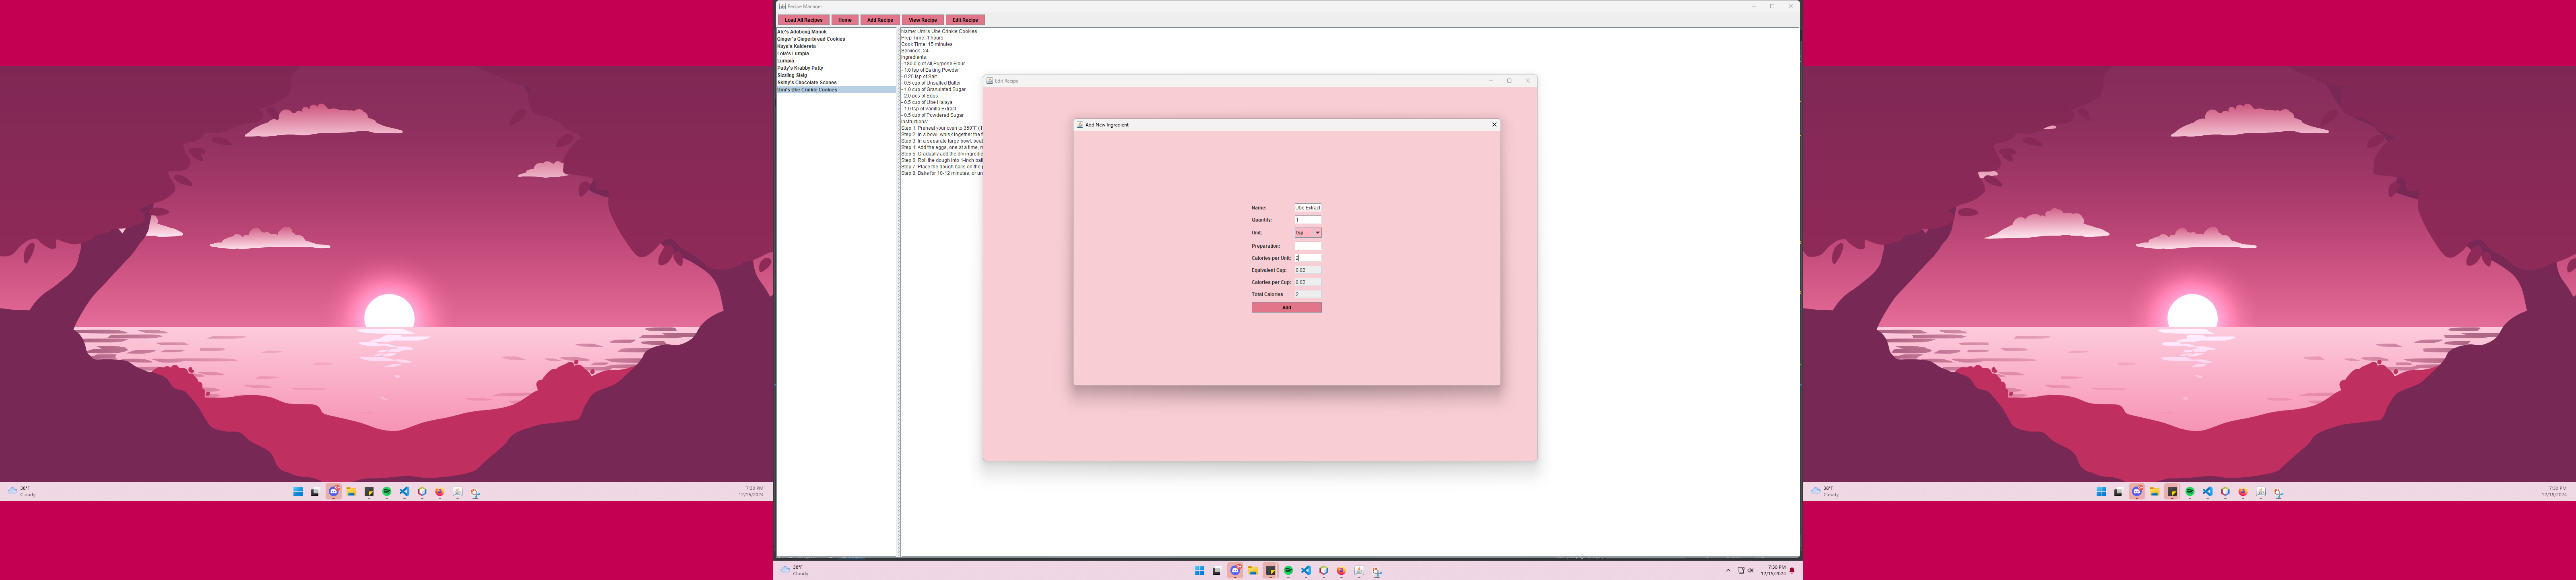 Recipe Manager
Load All Recipes Home Add Recipe View Recipe Edit Recipe
Ate's Adobong Manok
Ginger's Gingerbread Cookies
Kuya's Kaldereta
Lola's Lumpia
Lumpia
Patty's Krabby Patty
Sizzling Sisig
Skitty's Chocolate Scones
Umi's Ube Crinkle Cookies
Name: Umi's Ube Crinkle Cookies
Prep Time: 1 hours
Cook Time: 15 minutes
Servings: 24
Ingredients:
- 180.0 g of All Purpose Flour
- 1.0 tsp of Baking Powder
- 0.25 tsp of Salt
- 0.5 cup of Unsalted Butter
- 1.0 cup of Granulated Sugar
- 2.0 pcs of Eggs
- 0.5 cup of Ube Halaya
- 1.0 tsp of Vanilla Extract
- 0.5 cup of Powdered Sugar
Instructions:
Step 1: Preheat your oven to 350°F (1
Step 2: In a bowl, whisk together the f
Step 3: In a separate large bowl, beat
Step 4: Add the eggs, one at a time, m
Step 5: Gradually add the dry ingredie
Step 6: Roll the dough into 1-inch ball
Step 7: Place the dough balls on the p
Step 8: Bake for 10-12 minutes, or un
Edit Recipe
Add New Ingredient
Name: Ube Extract
Quantity: 1
Unit: tsp
Preparation:
Calories per Unit: 2
Equivalent Cup: 0.02
Calories per Cup: 0.02
Total Calories 2
Add
38°F
Cloudy
7:30 PM
12/15/2024
38°F
Cloudy
7:30 PM
12/15/2024
38°F
Cloudy
7:30 PM
12/15/2024